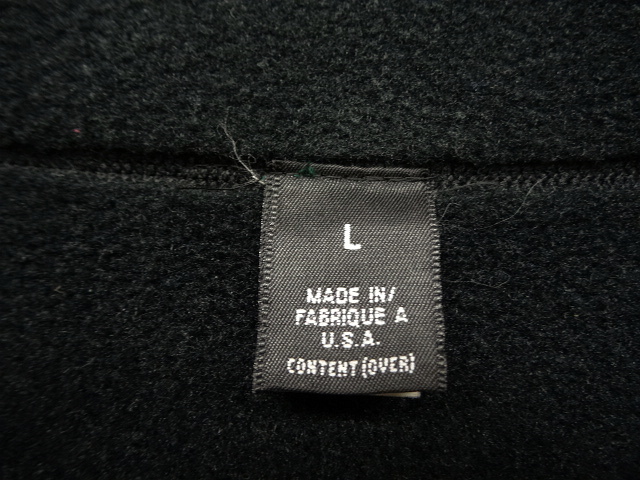 L
MADE IN/
FABRIQUE A
U.S.A.
CONTENT (OVER)